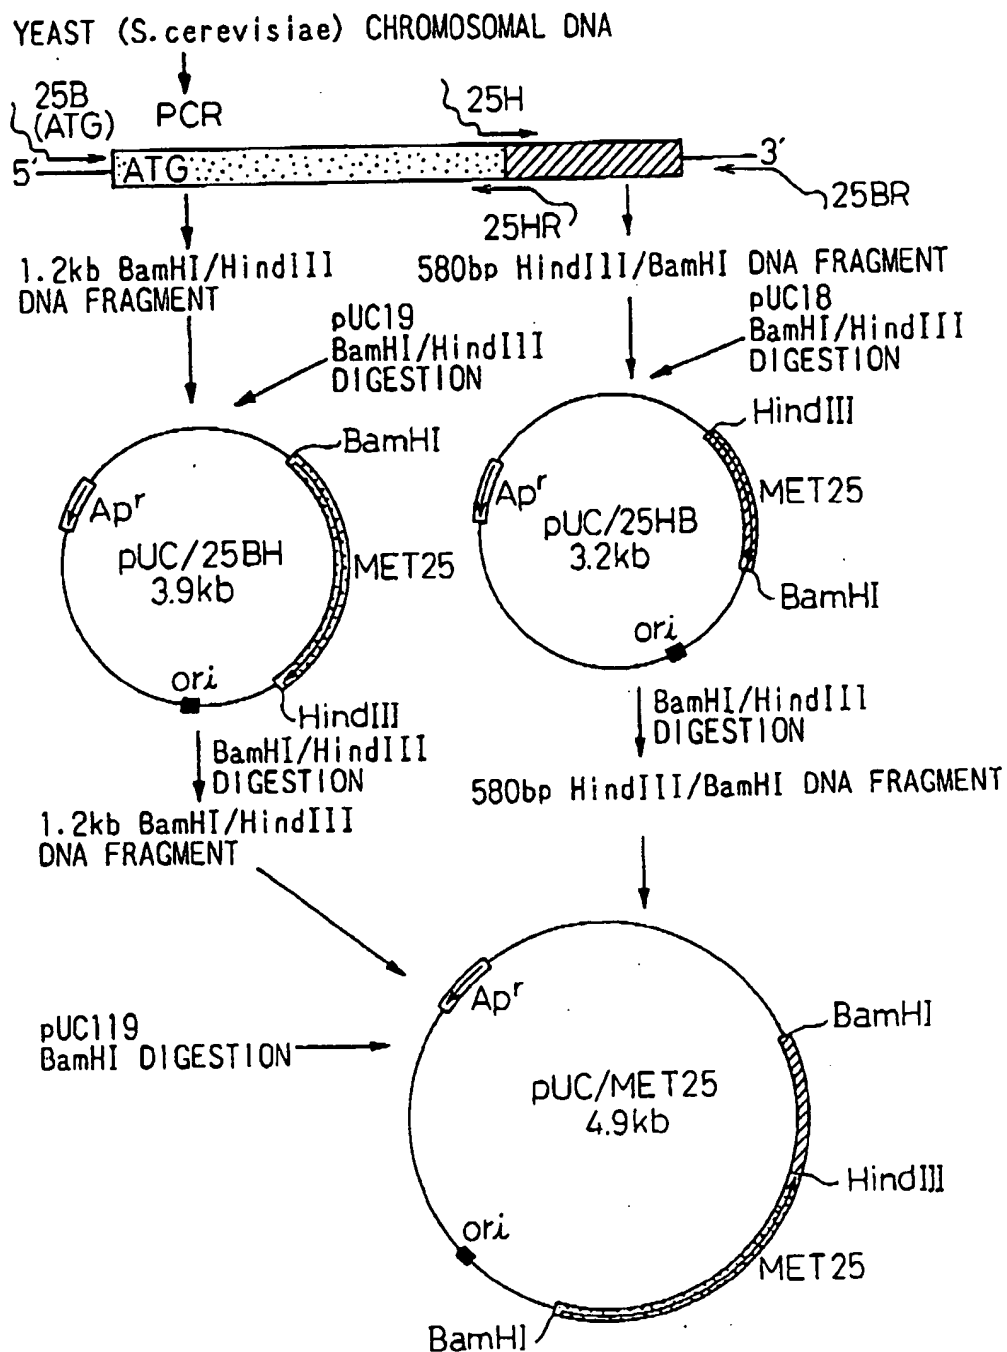 YEAST (S.cerevisiae) CHROMOSOMAL DNA
25B
(ATG)
PCR
25H
5′
ATG
3′
25HR
25BR
1.2kb BamHI/HindIII
DNA FRAGMENT
580bp HindIII/BamHI DNA FRAGMENT
pUC19
BamHI/HindIII
DIGESTION
pUC18
BamHI/HindIII
DIGESTION
BamHI
Apr
pUC/25BH
3.9kb
MET25
ori
HindIII
HindIII
Apr
MET25
pUC/25HB
3.2kb
BamHI
ori
BamHI/HindIII
DIGESTION
BamHI/HindIII
DIGESTION
1.2kb BamHI/HindIII
DNA FRAGMENT
580bp HindIII/BamHI DNA FRAGMENT
pUC119
BamHI DIGESTION
Apr
BamHI
pUC/MET25
4.9kb
HindIII
ori
MET25
BamHI